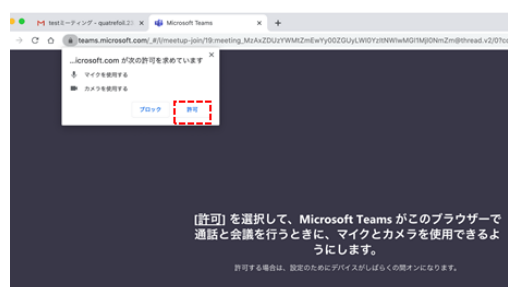 testミーティング - quatrefoil.23
Microsoft Teams
teams.microsoft.com/_#/l/meetup-join/19:meeting_
...icrosoft.com が次の許可を求めています
マイクを使用する
カメラを使用する
ブロック
許可
[許可] を選択して、Microsoft Teams がこのブラウザーで
通話と会議を行うときに、マイクとカメラを使用できるよ
うにします。
許可する場合は、設定のためにデバイスがしばらくの間オンになります。